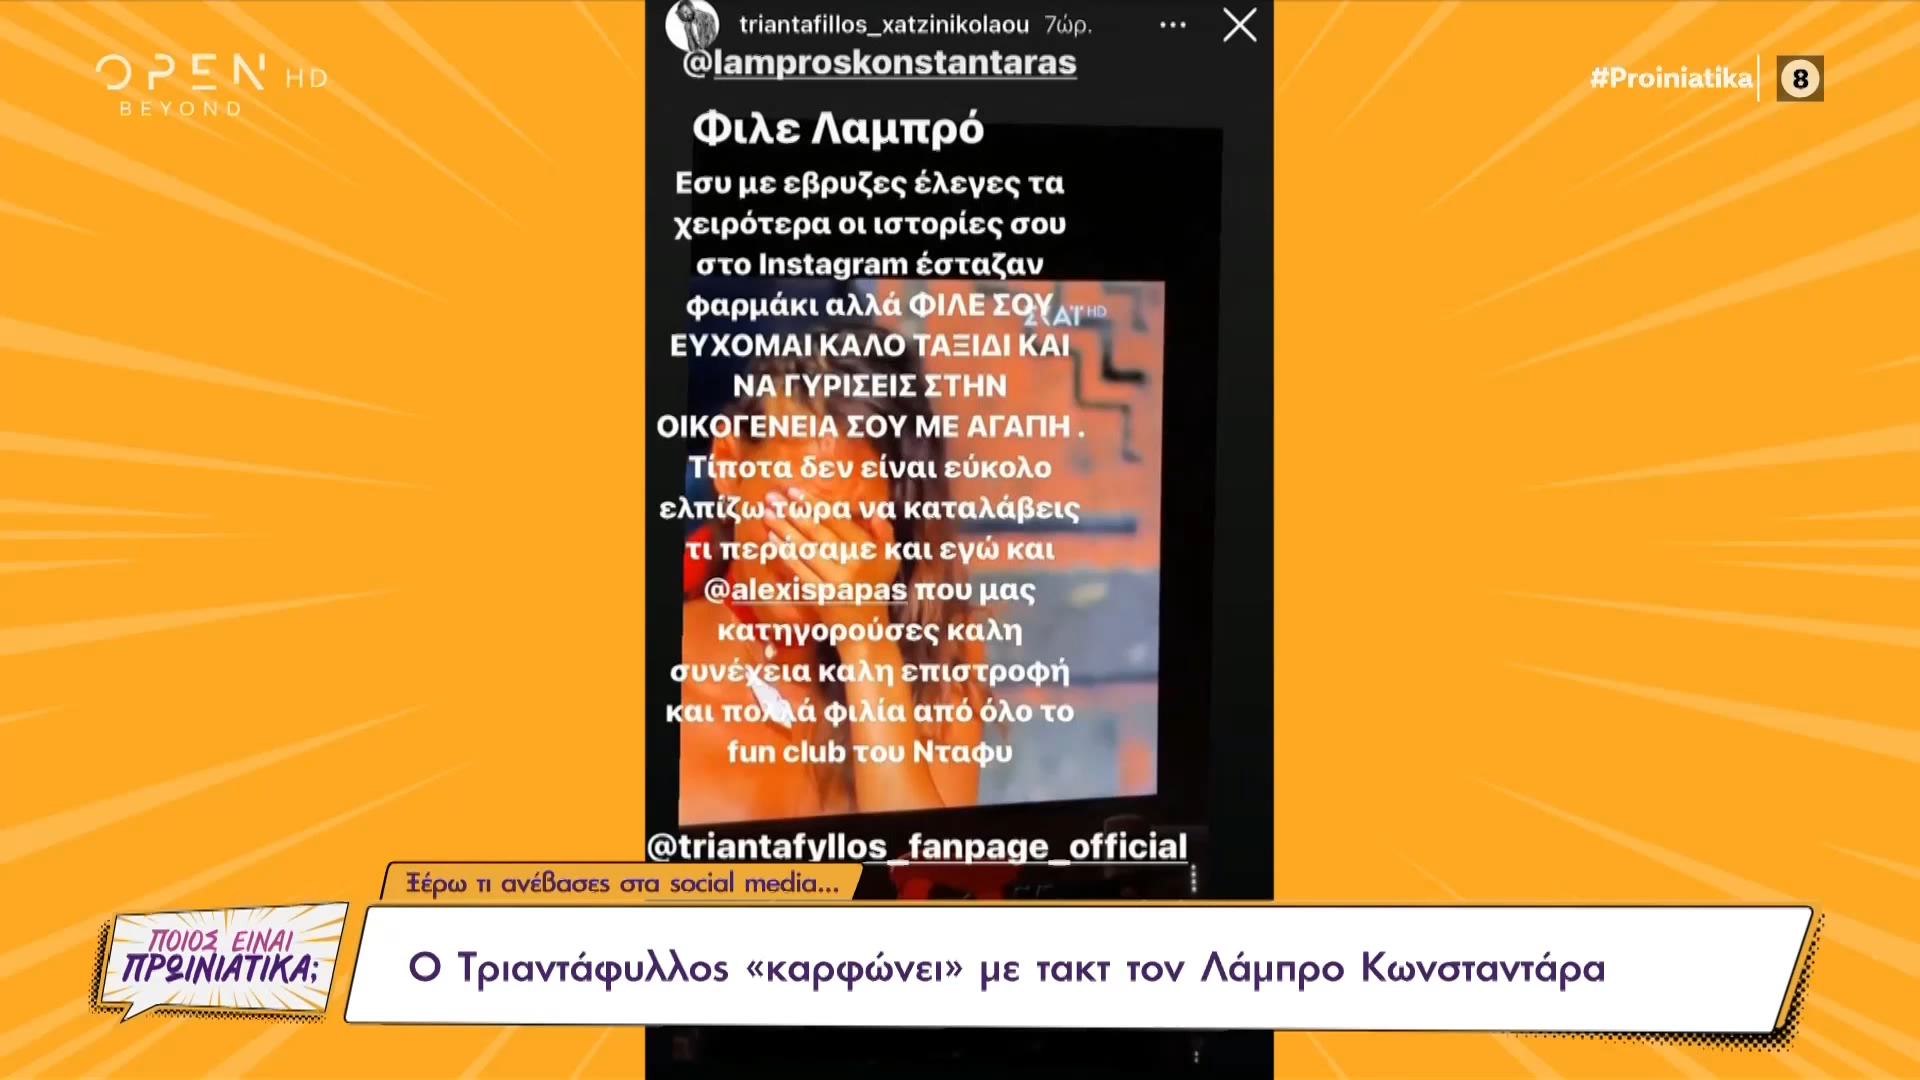 triantafillos_xatzinikolaou 7ώρ.
@lamproskonstantaras
OPEN HD
BEYOND
#Proiniatika
8
Φιλε Λαμπρό
Εσυ με εβρυζες έλεγες τα
χειρότερα οι ιστορίες σου
στο Instagram έσταζαν
φαρμάκι αλλά ΦΙΛΕ ΣΟΥ
ΣΚΑΪ HD
ΕΥΧΟΜΑΙ ΚΑΛΟ ΤΑΞΙΔΙ ΚΑΙ
ΝΑ ΓΥΡΙΣΕΙΣ ΣΤΗΝ
ΟΙΚΟΓΕΝΕΙΑ ΣΟΥ ΜΕ ΑΓΑΠΗ .
Τίποτα δεν είναι εύκολο
ελπίζω τώρα να καταλάβεις
τι περάσαμε και εγώ και
@alexispapas που μας
κατηγορούσες καλη
συνέχεια καλη επιστροφή
και πολλά φιλία από όλο το
fun club του Νταφυ
@triantafyllos_fanpage_official
Ξέρω τι ανέβασες στα social media...
ΠΟΙΟΣ ΕΙΝΑΙ
ΠΡΩΙΝΙΑΤΙΚΑ;
Ο Τριαντάφυλλος «καρφώνει» με τακτ τον Λάμπρο Κωνσταντάρα